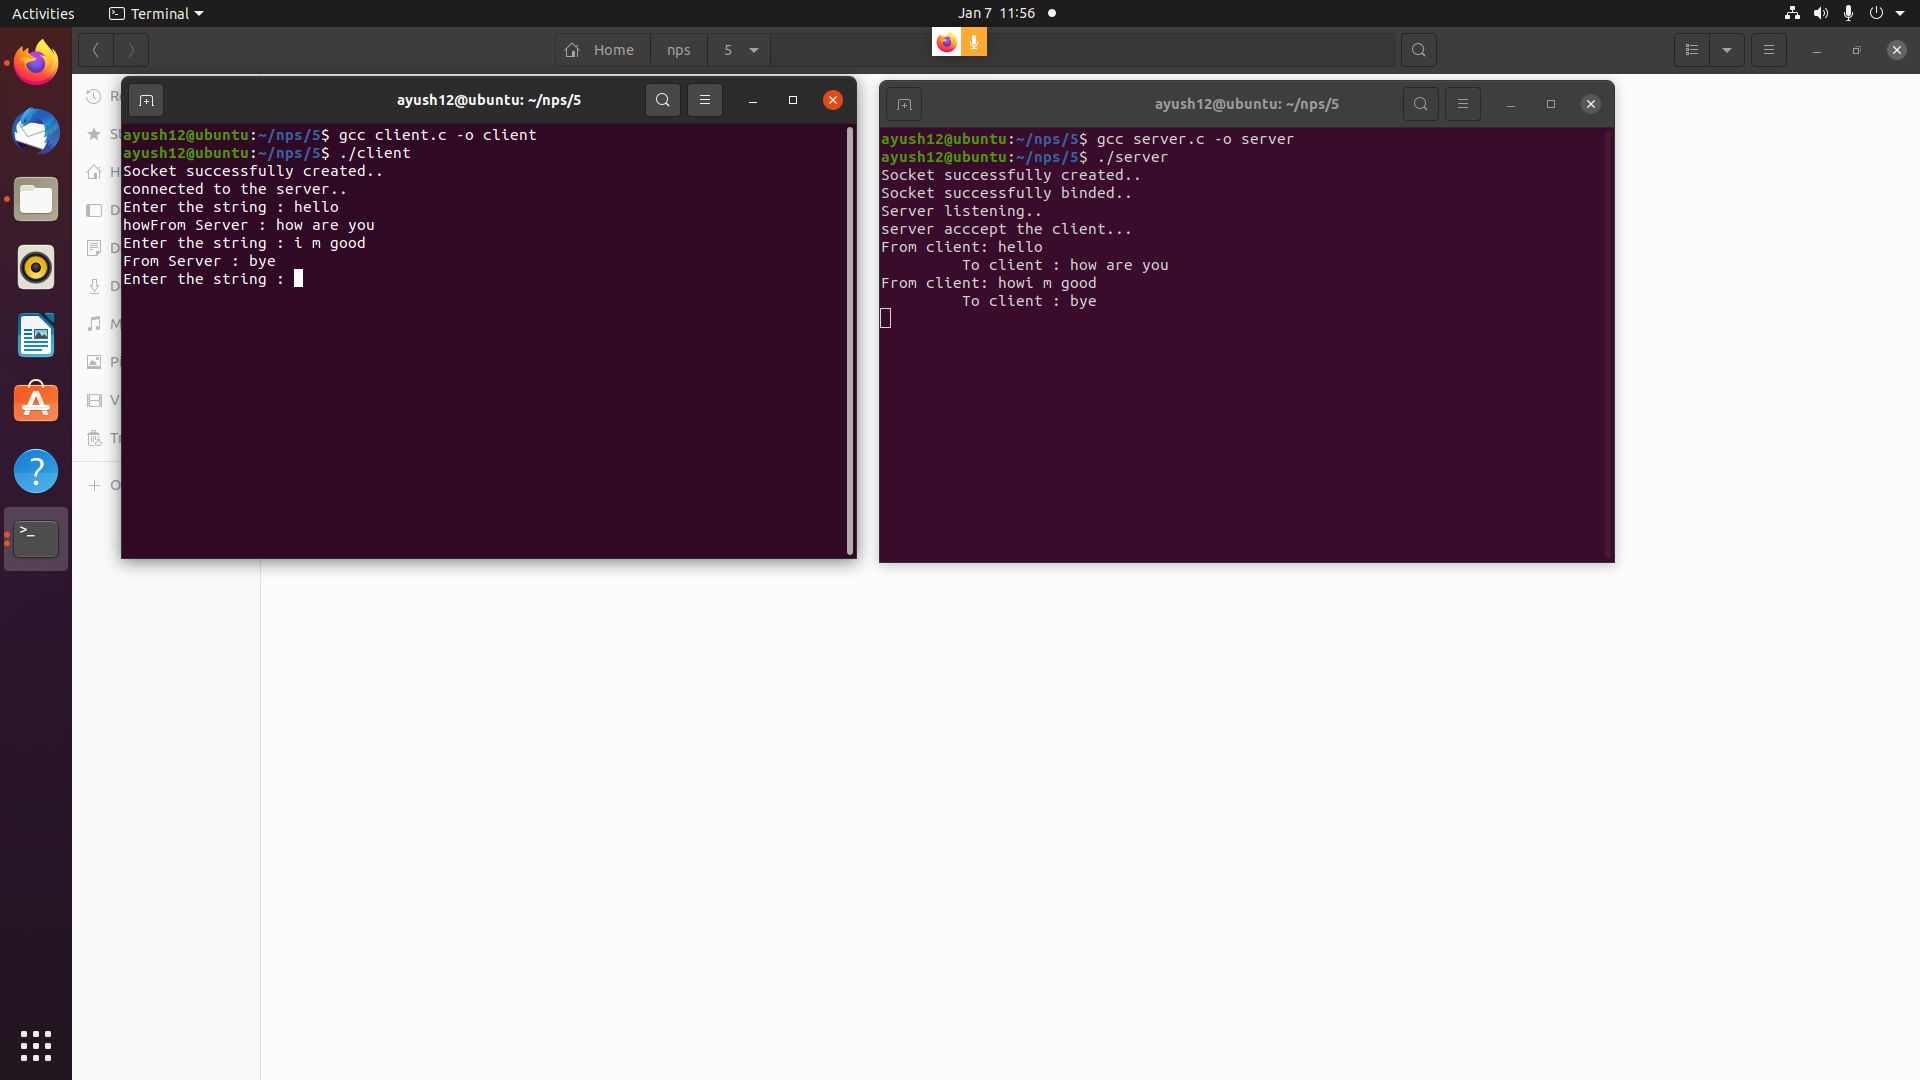 Activities
Terminal
Jan 7 11:56
Home
nps
5
ayush12@ubuntu: ~/nps/5
ayush12@ubuntu:~/nps/5$ gcc client.c -o client
ayush12@ubuntu:~/nps/5$ ./client
Socket successfully created..
connected to the server..
Enter the string : hello
howFrom Server : how are you
Enter the string : i m good
From Server : bye
Enter the string :
ayush12@ubuntu: ~/nps/5
ayush12@ubuntu:~/nps/5$ gcc server.c -o server
ayush12@ubuntu:~/nps/5$ ./server
Socket successfully created..
Socket successfully binded..
Server listening..
server acccept the client...
From client: hello
To client : how are you
From client: howi m good
To client : bye